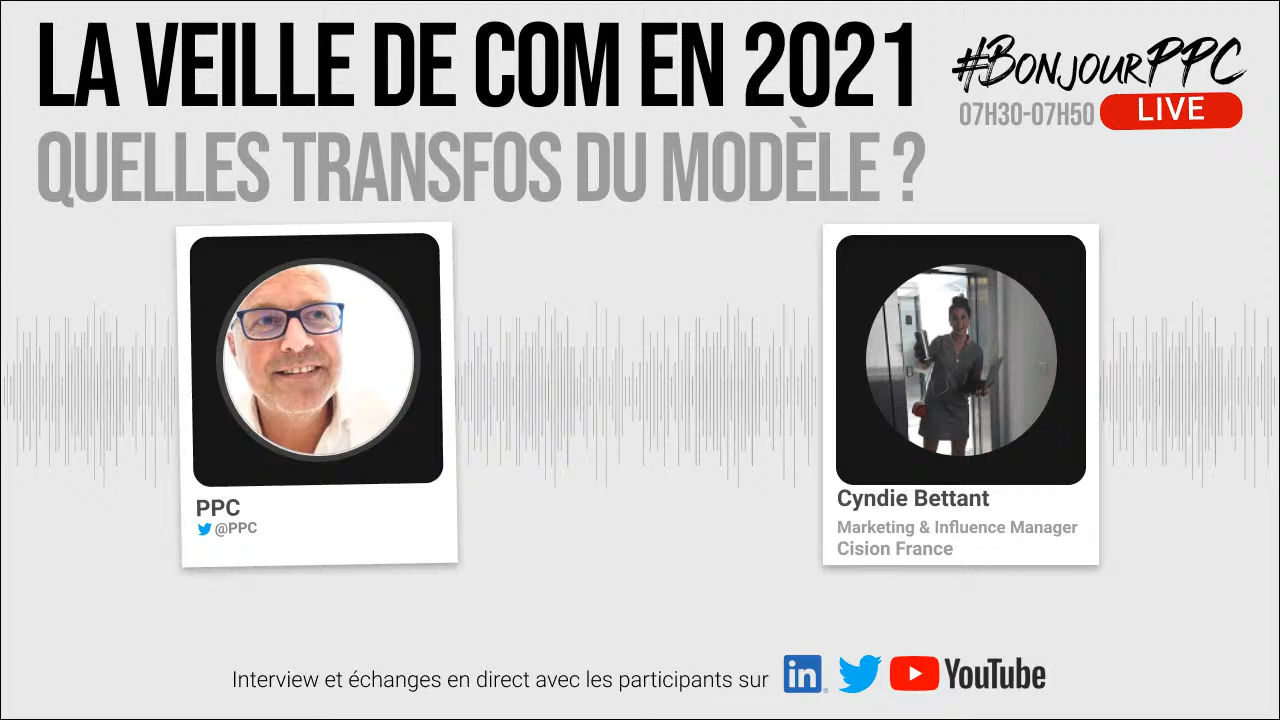 LA VEILLE DE COM EN 2021
#BONJOURPPC
07H30-07H50 LIVE
QUELLES TRANSFOS DU MODÈLE ?
PPC
@PPC
Cyndie Bettant
Marketing & Influence Manager
Cision France
Interview et échanges en direct avec les participants sur in YouTube